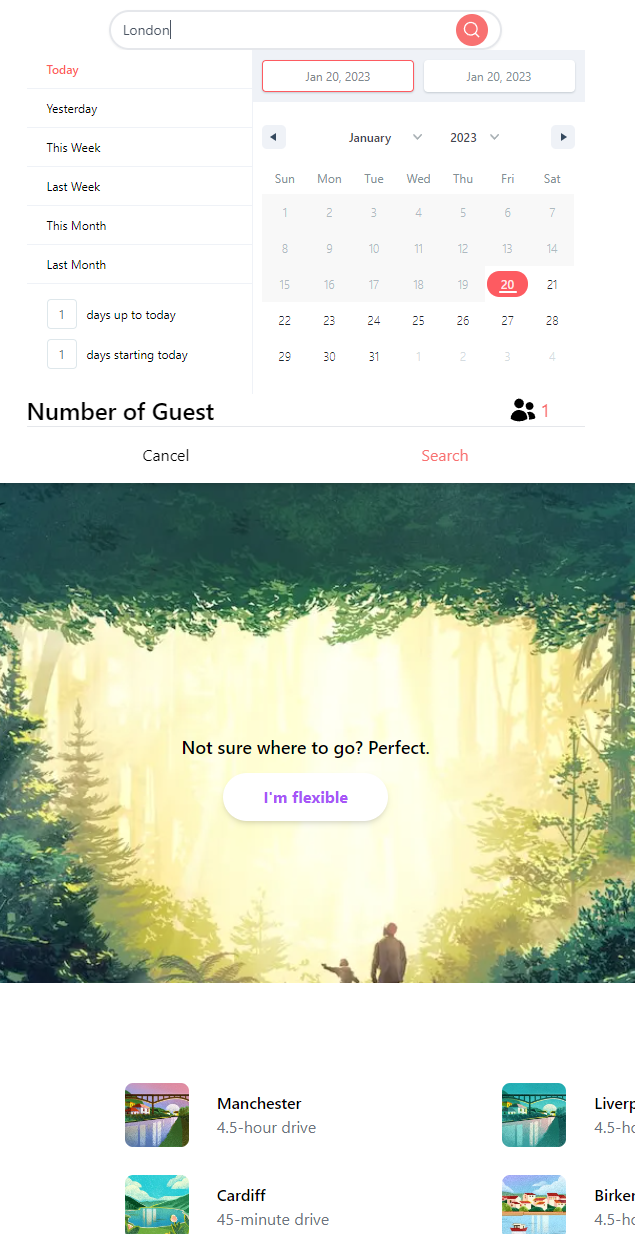 London
Today
Yesterday
This Week
Last Week
This Month
Last Month
1 days up to today
1 days starting today
Jan 20, 2023 Jan 20, 2023
January 2023
Sun Mon Tue Wed Thu Fri Sat
1 2 3 4 5 6 7
8 9 10 11 12 13 14
15 16 17 18 19 20 21
22 23 24 25 26 27 28
29 30 31 1 2 3 4
Number of Guest 1
Cancel Search
Not sure where to go? Perfect.
I'm flexible
Manchester
4.5-hour drive
Liverp
4.5-ho
Cardiff
45-minute drive
Birker
4.5-ho